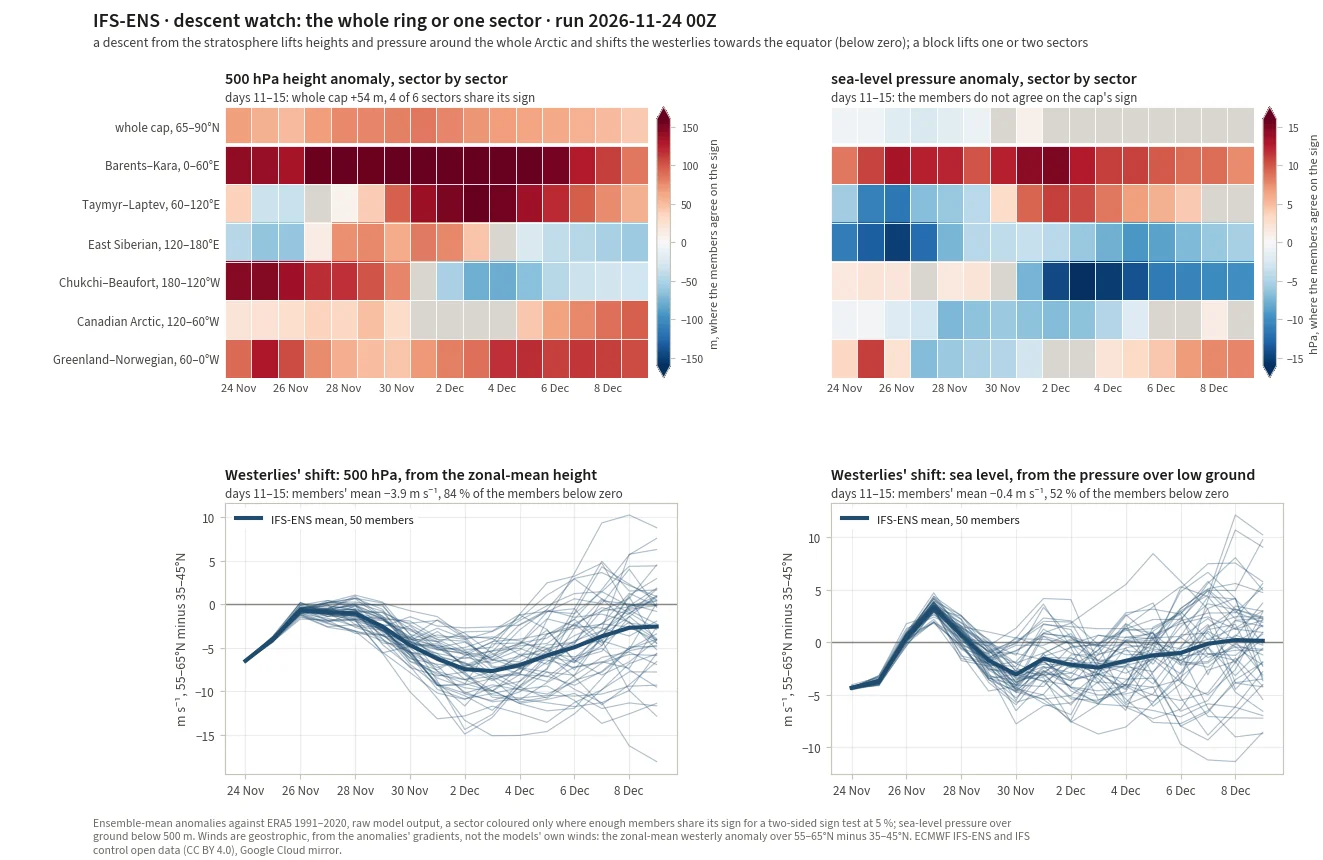 IFS-ENS · descent watch: the whole ring or one sector · run 2026-11-24 00Z
a descent from the stratosphere lifts heights and pressure around the whole Arctic and shifts the westerlies towards the equator (below zero); a block lifts one or two sectors
500 hPa height anomaly, sector by sector
days 11–15: whole cap +54 m, 4 of 6 sectors share its sign
whole cap, 65–90°N
Barents–Kara, 0–60°E
Taymyr–Laptev, 60–120°E
East Siberian, 120–180°E
Chukchi–Beaufort, 180–120°W
Canadian Arctic, 120–60°W
Greenland–Norwegian, 60–0°W
24 Nov 26 Nov 28 Nov 30 Nov 2 Dec 4 Dec 6 Dec 8 Dec
150
100
50
0
−50
−100
−150
m, where the members agree on the sign
sea-level pressure anomaly, sector by sector
days 11–15: the members do not agree on the cap's sign
24 Nov 26 Nov 28 Nov 30 Nov 2 Dec 4 Dec 6 Dec 8 Dec
15
10
5
0
−5
−10
−15
hPa, where the members agree on the sign
Westerlies' shift: 500 hPa, from the zonal-mean height
days 11–15: members' mean −3.9 m s⁻¹, 84 % of the members below zero
IFS-ENS mean, 50 members
m s⁻¹, 55–65°N minus 35–45°N
10
5
0
−5
−10
−15
24 Nov 26 Nov 28 Nov 30 Nov 2 Dec 4 Dec 6 Dec 8 Dec
Westerlies' shift: sea level, from the pressure over low ground
days 11–15: members' mean −0.4 m s⁻¹, 52 % of the members below zero
IFS-ENS mean, 50 members
m s⁻¹, 55–65°N minus 35–45°N
10
5
0
−5
−10
24 Nov 26 Nov 28 Nov 30 Nov 2 Dec 4 Dec 6 Dec 8 Dec
Ensemble-mean anomalies against ERA5 1991–2020, raw model output, a sector coloured only where enough members share its sign for a two-sided sign test at 5 %; sea-level pressure over
ground below 500 m. Winds are geostrophic, from the anomalies' gradients, not the models' own winds: the zonal-mean westerly anomaly over 55–65°N minus 35–45°N. ECMWF IFS-ENS and IFS
control open data (CC BY 4.0), Google Cloud mirror.